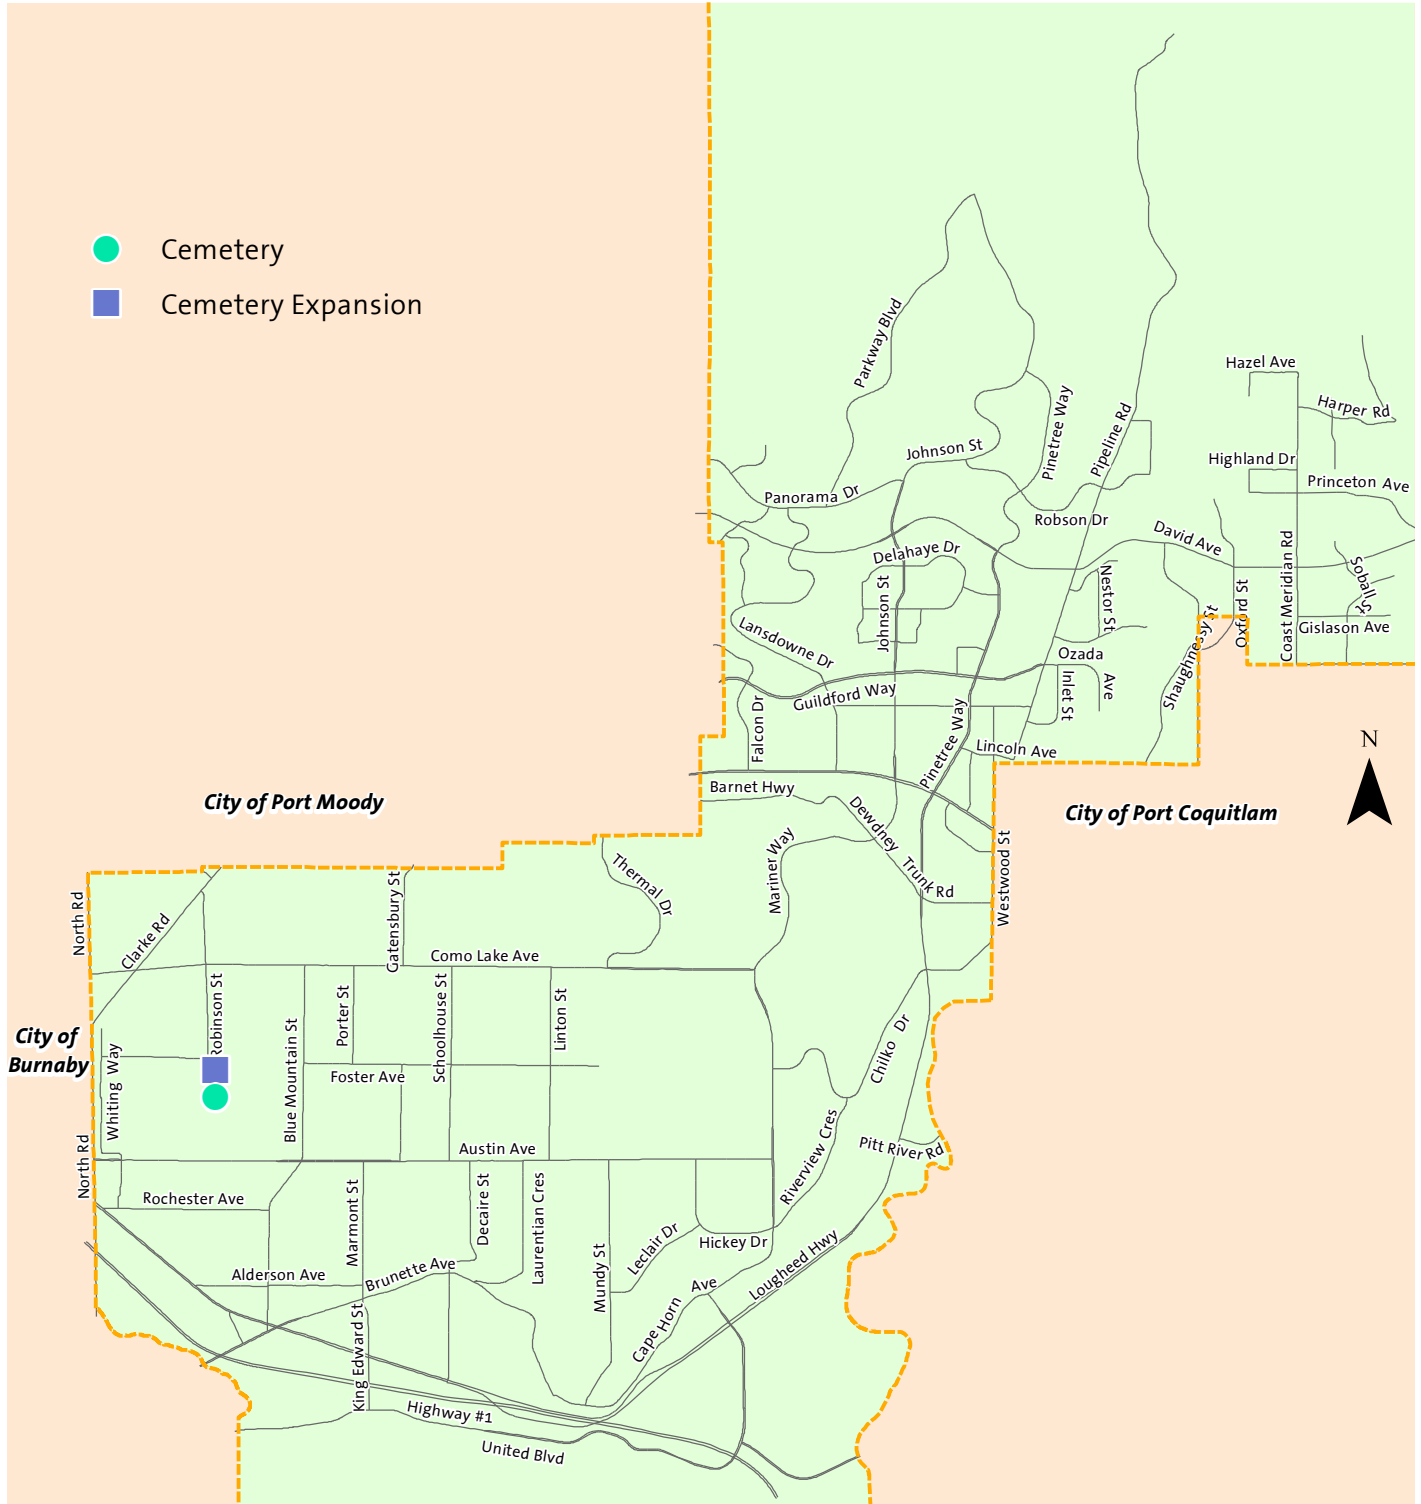 Cemetery
Cemetery Expansion
Parkway Blvd
Hazel Ave
Harper Rd
Pinetree Way
Pipeline Rd
Johnson St
Highland Dr
Princeton Ave
Panorama Dr
Robson Dr
David Ave
Delahaye Dr
Coast Meridian Rd
Soball St
Nestor St
Johnson St
Oxford St
Shaughnessy St
Gislason Ave
Lansdowne Dr
Ozada
Ave
Inlet St
Guildford Way
Falcon Dr
Pinetree Way
Lincoln Ave
N
Barnet Hwy
City of Port Moody
City of Port Coquitlam
Dewdney
Trunk Rd
Mariner Way
Westwood St
Thermal Dr
Gatensbury St
North Rd
Clarke Rd
Como Lake Ave
Robinson St
Porter St
Schoolhouse St
Linton St
Blue Mountain St
City of
Burnaby
Chilko Dr
Whiting Way
Foster Ave
Riverview Cres
Pitt River Rd
Austin Ave
North Rd
Rochester Ave
Marmont St
Decaire St
Laurentian Cres
Mundy St
Leclair Dr
Hickey Dr
Alderson Ave
Brunette Ave
Lougheed Hwy
Cape Horn Ave
King Edward St
Highway #1
United Blvd